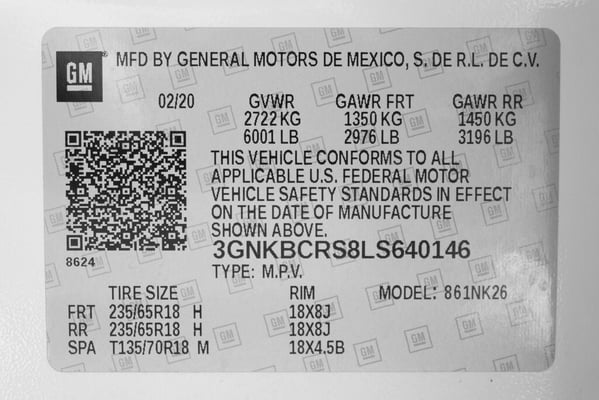 GM
MFD BY GENERAL MOTORS DE MEXICO, S. DE R.L. DE C.V.
02/20 GVWR GAWR FRT GAWR RR
2722 KG 1350 KG 1450 KG
6001 LB 2976 LB 3196 LB
THIS VEHICLE CONFORMS TO ALL
APPLICABLE U.S. FEDERAL MOTOR
VEHICLE SAFETY STANDARDS IN EFFECT
ON THE DATE OF MANUFACTURE
SHOWN ABOVE.
3GNKBCRS8LS640146
8624
TYPE: M.P.V.
TIRE SIZE RIM MODEL: 861NK26
FRT 235/65R18 H 18X8J
RR 235/65R18 H 18X8J
SPA T135/70R18 M 18X4.5B